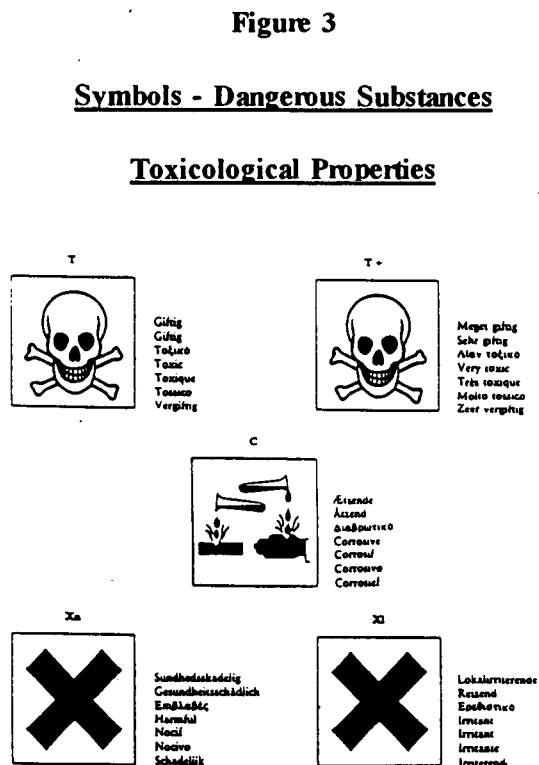 Figure 3
Symbols - Dangerous Substances
Toxicological Properties
T
Giftig
Giftig
Τοξικό
Toxic
Toxique
Tossico
Vergiftig
T+
Meget giftig
Sehr giftig
Λίαν τοξικό
Very toxic
Très toxique
Molto tossico
Zeer vergiftig
C
Ætsende
Ätzend
Διαβρωτικό
Corrosive
Corrosif
Corrosivo
Corrosief
Xn
Sundhedsskadelig
Gesundheitsschädlich
Επιβλαβές
Harmful
Nocif
Nocivo
Schadelijk
Xi
Lokalirriterende
Reizend
Ερεθιστικό
Irritant
Irritant
Irritante
Irriterend